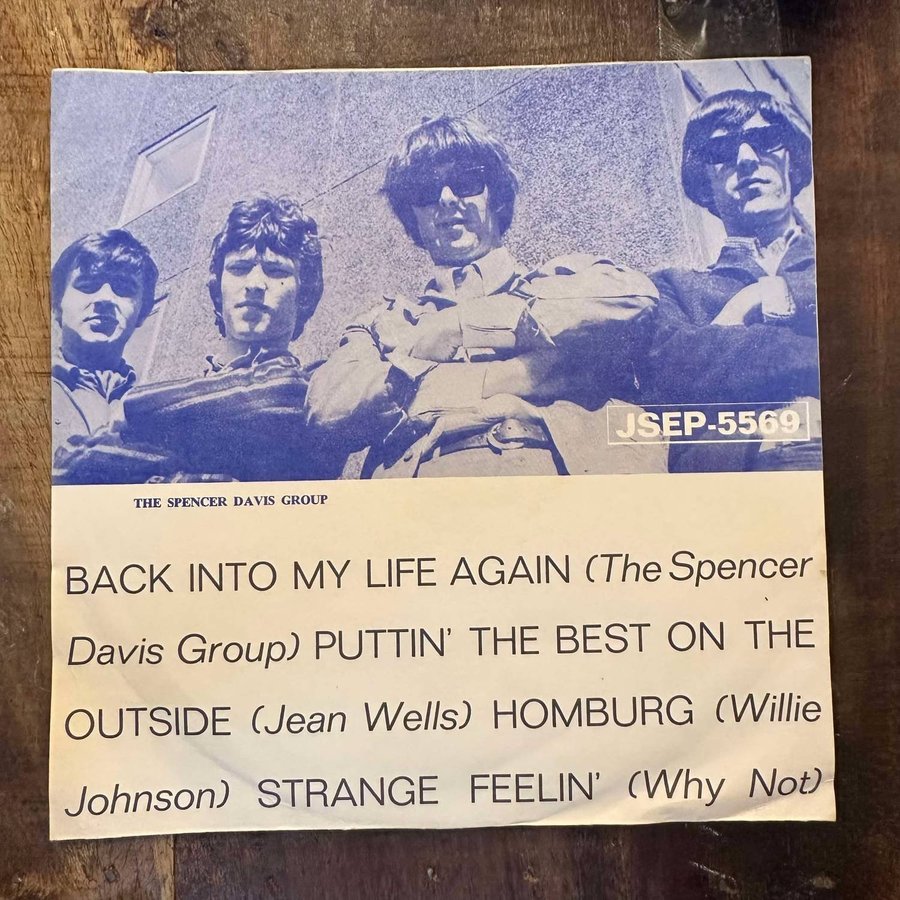 JSEP-5569
THE SPENCER DAVIS GROUP
BACK INTO MY LIFE AGAIN (The Spencer
Davis Group) PUTTIN' THE BEST ON THE
OUTSIDE (Jean Wells) HOMBURG (Willie
Johnson) STRANGE FEELIN' (Why Not)